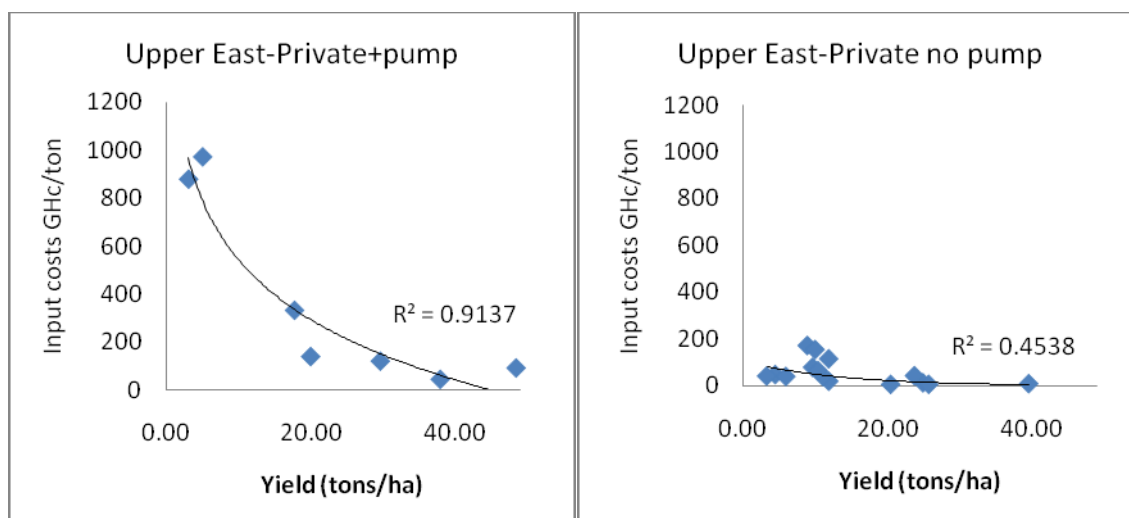 Upper East-Private+pump
Input costs GHc/ton
1200
1000
800
600
400
200
0
R² = 0.9137
0.00 20.00 40.00
Yield (tons/ha)
Upper East-Private no pump
Input costs GHc/ton
1200
1000
800
600
400
200
0
R² = 0.4538
0.00 20.00 40.00
Yield (tons/ha)